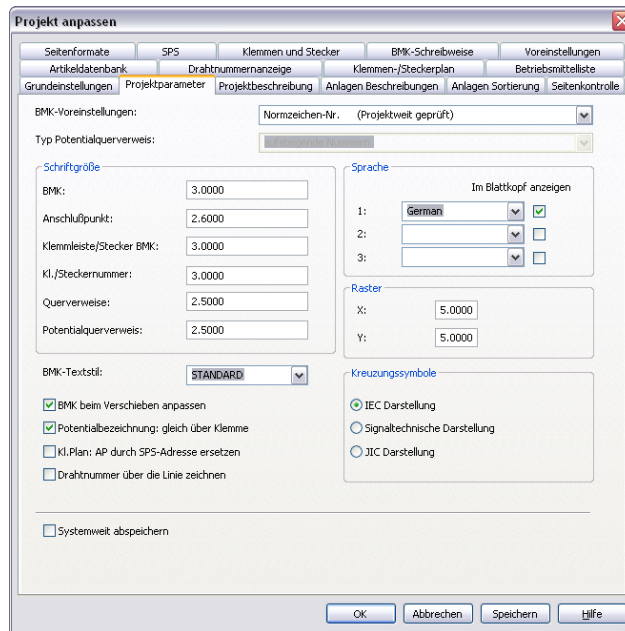 Projekt anpassen
Seitenformate SPS Klemmen und Stecker BMK-Schreibweise Voreinstellungen
Artikeldatenbank Drahtnummernanzeige Klemmen-/Steckerplan Betriebsmittelliste
Grundeinstellungen Projektparameter Projektbeschreibung Anlagen Beschreibungen Anlagen Sortierung Seitenkontrolle
BMK-Voreinstellungen: Normzeichen-Nr. (Projektweit geprüft)
Typ Potentialquerverweis: aufsteigende Nummern
Schriftgröße
BMK: 3.0000
Anschlußpunkt: 2.6000
Klemmleiste/Stecker BMK: 3.0000
Kl./Steckernummer: 3.0000
Querverweise: 2.5000
Potentialquerverweis: 2.5000
Sprache
Im Blattkopf anzeigen
1: German
2:
3:
Raster
X: 5.0000
Y: 5.0000
BMK-Textstil: STANDARD
BMK beim Verschieben anpassen
Potentialbezeichnung: gleich über Klemme
Kl.Plan: AP durch SPS-Adresse ersetzen
Drahtnummer über die Linie zeichnen
Kreuzungssymbole
IEC Darstellung
Signaltechnische Darstellung
JIC Darstellung
Systemweit abspeichern
OK Abbrechen Speichern Hilfe